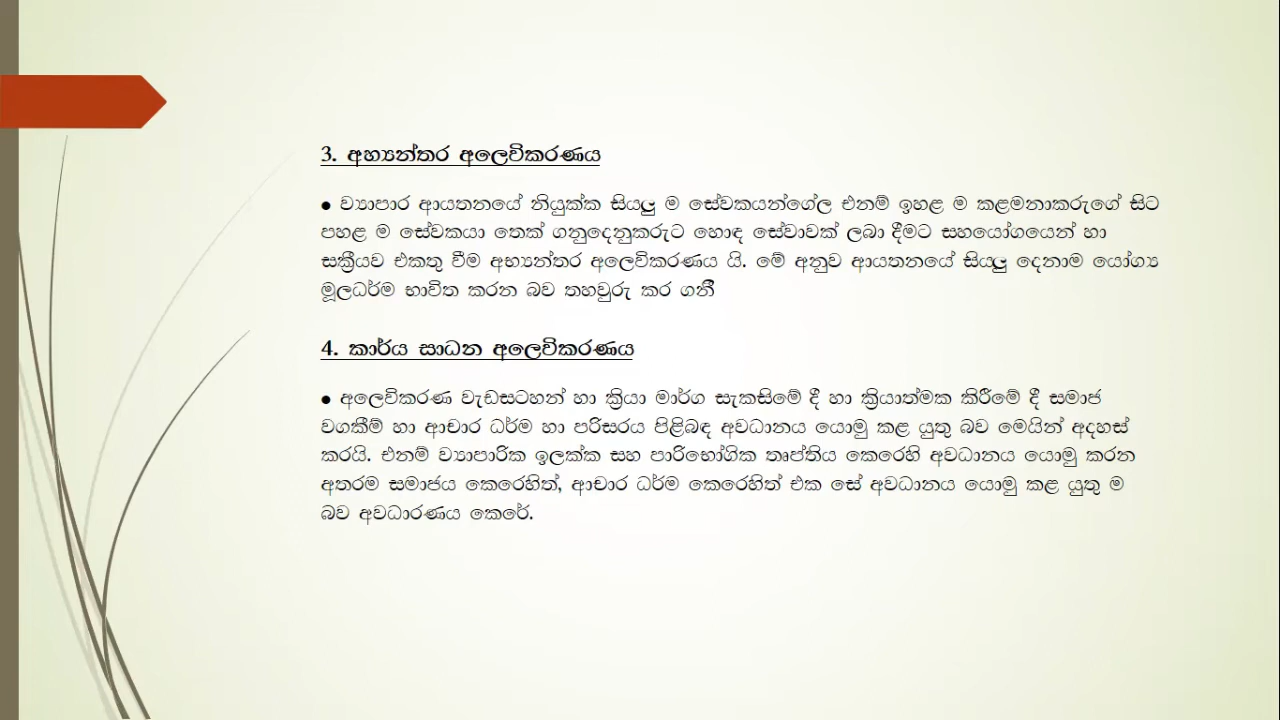 3. අභ්‍යන්තර අලෙවිකරණය
● ව්‍යාපාර ආයතනයේ නියුක්ක සියලු ම සේවකයන්ගේල එනම් ඉහළ ම කළමනාකරුගේ සිට
පහළ ම සේවකයා තෙක් ගනුදෙනුකරුට හොඳ සේවාවක් ලබා දීමට සහයෝගයෙන් හා
සක්‍රීයව එකතු වීම අභ්‍යන්තර අලෙවිකරණය යි. මේ අනුව ආයතනයේ සියලු දෙනාම යෝග්‍ය
මූලධර්ම භාවිත කරන බව තහවුරු කර ගනී
4. කාර්ය සාධන අලෙවිකරණය
● අලෙවිකරණ වැඩසටහන් හා ක්‍රියා මාර්ග සැකසිමේ දී හා ක්‍රියාත්මක කිරීමේ දී සමාජ
වගකීම් හා ආචාර ධර්ම හා පරිසරය පිළිබඳ අවධානය යොමු කළ යුතු බව මෙයින් අදහස්
කරයි. එනම් ව්‍යාපාරික ඉලක්ක සහ පාරිභෝගික තෘප්තිය කෙරෙහි අවධානය යොමු කරන
අතරම සමාජය කෙරෙහිත්, ආචාර ධර්ම කෙරෙහිත් එක සේ අවධානය යොමු කළ යුතු ම
බව අවධාරණය කෙරේ.